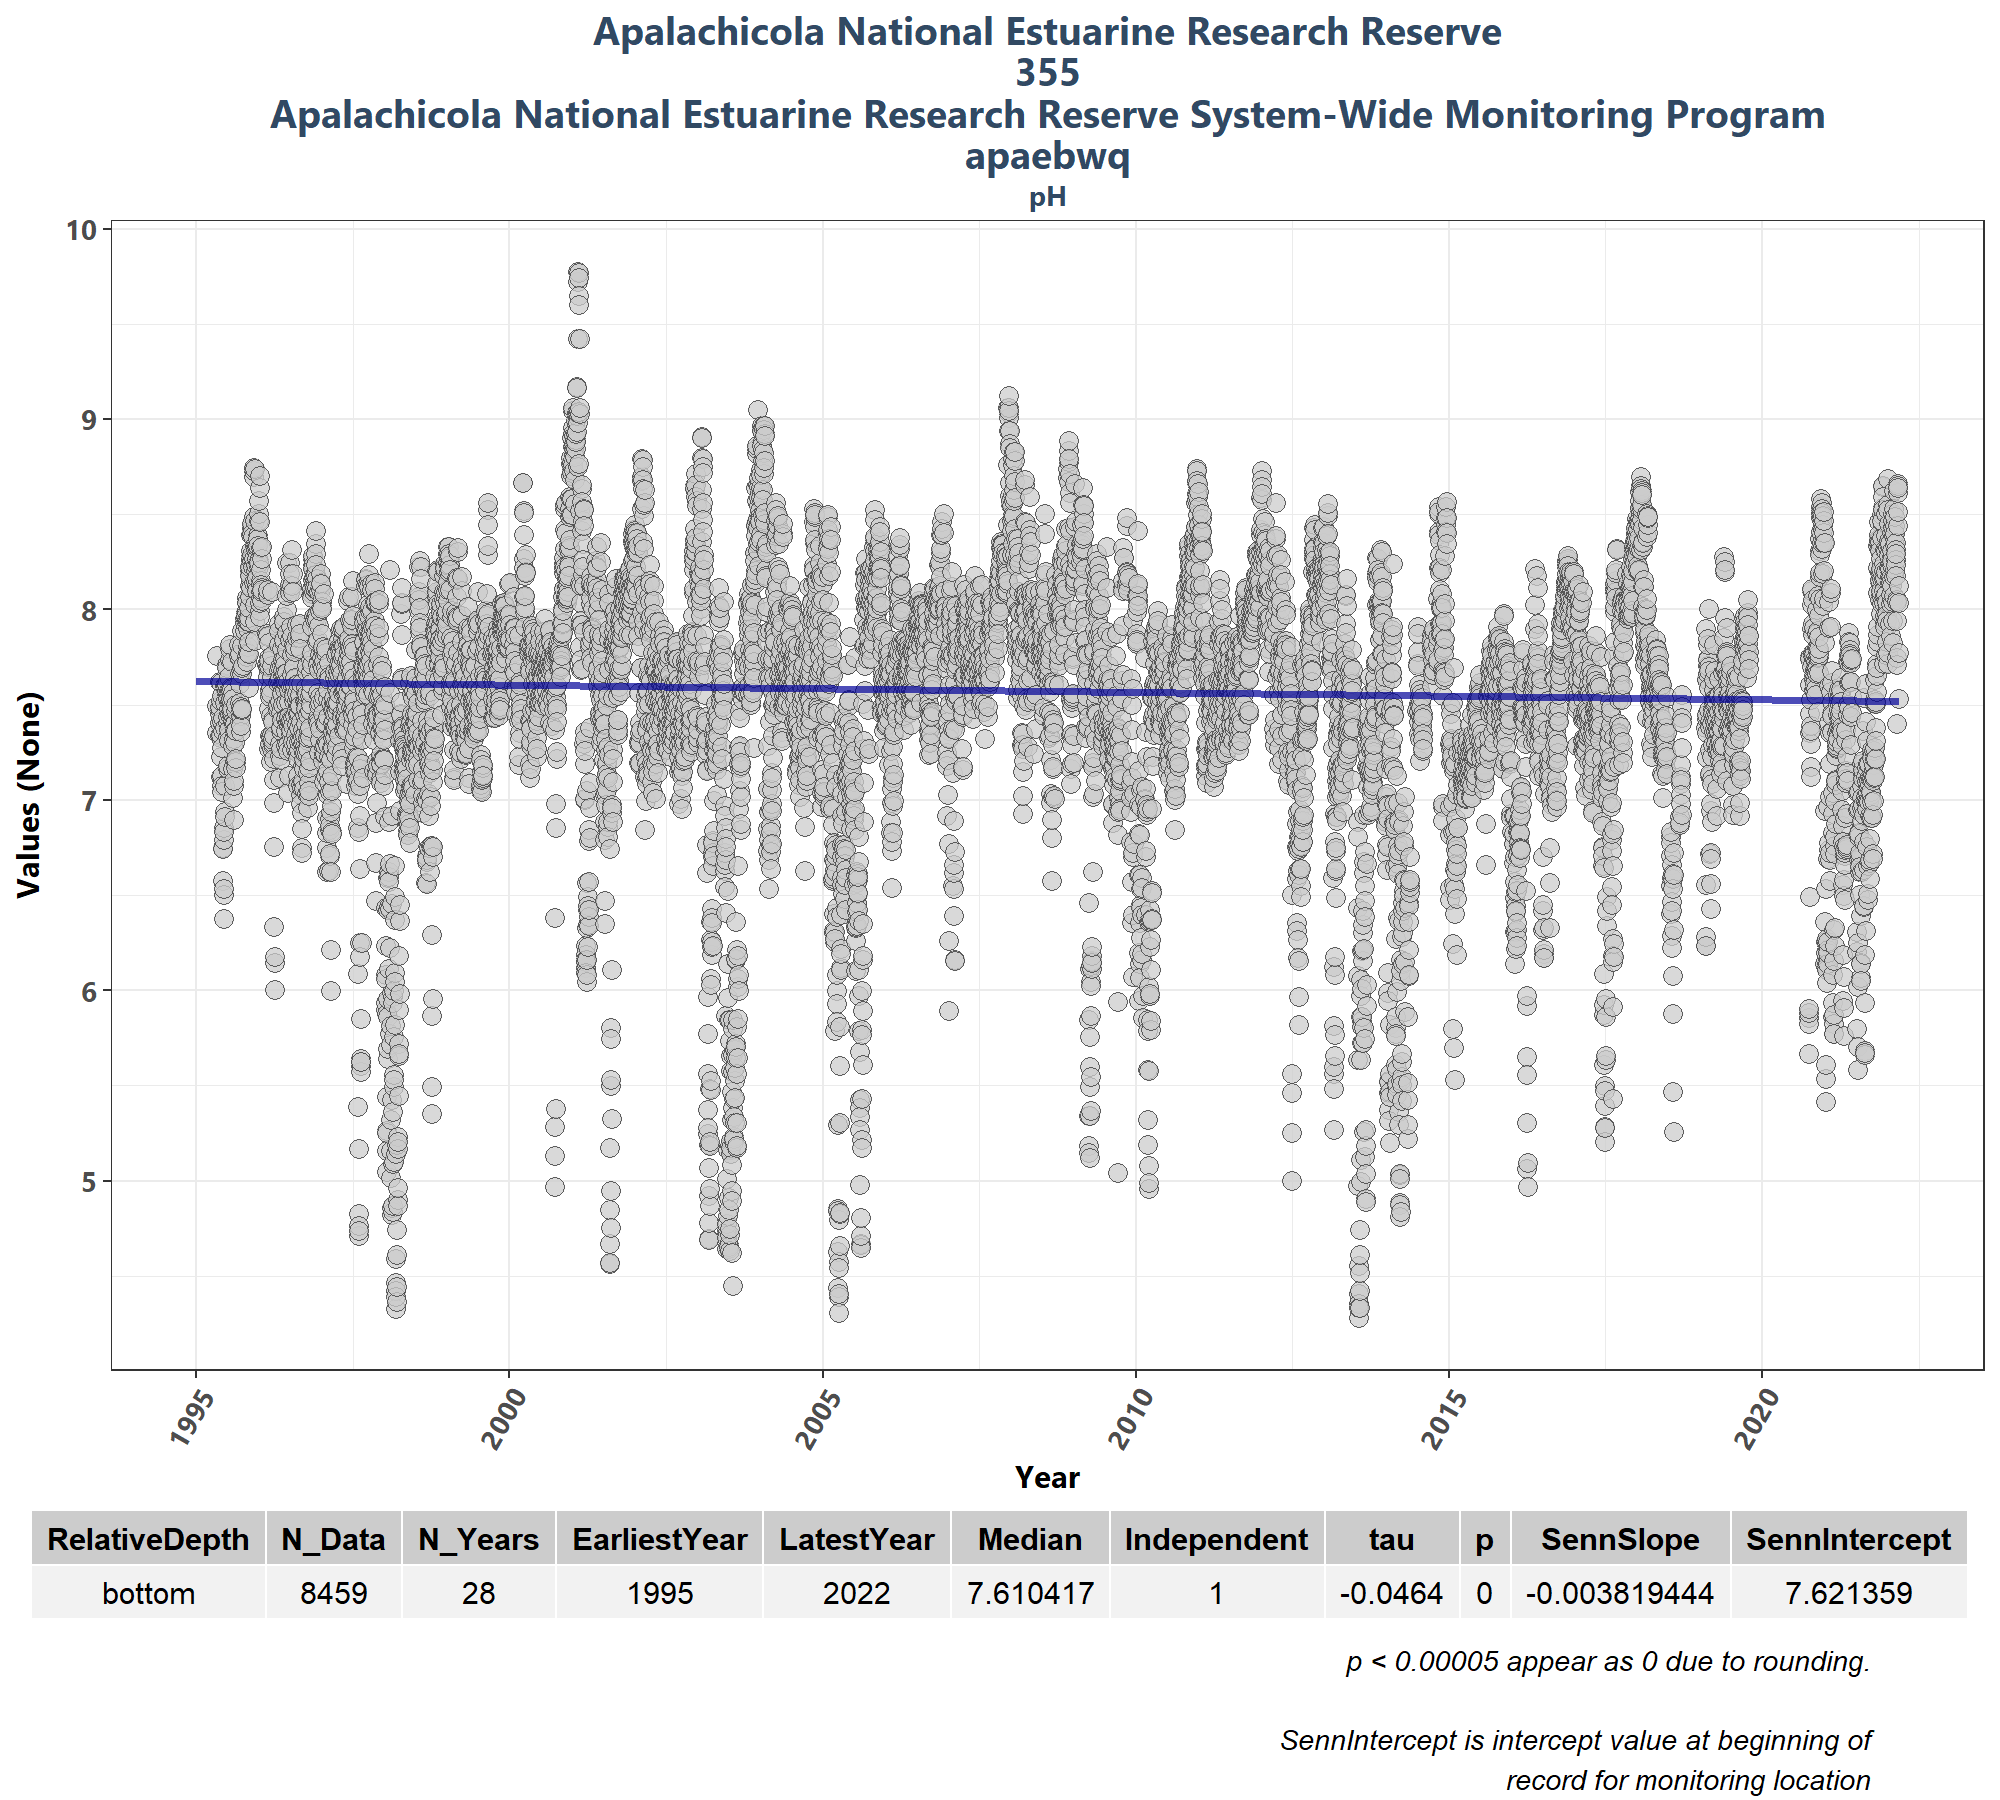 Apalachicola National Estuarine Research Reserve
355
Apalachicola National Estuarine Research Reserve System-Wide Monitoring Program
apaebwq
pH
10
9
8
7
6
5
Values (None)
1995
2000
2005
2010
2015
2020
Year
RelativeDepth N_Data N_Years EarliestYear LatestYear Median Independent tau p SennSlope SennIntercept
bottom 8459 28 1995 2022 7.610417 1 -0.0464 0 -0.003819444 7.621359
p < 0.00005 appear as 0 due to rounding.
SennIntercept is intercept value at beginning of
record for monitoring location